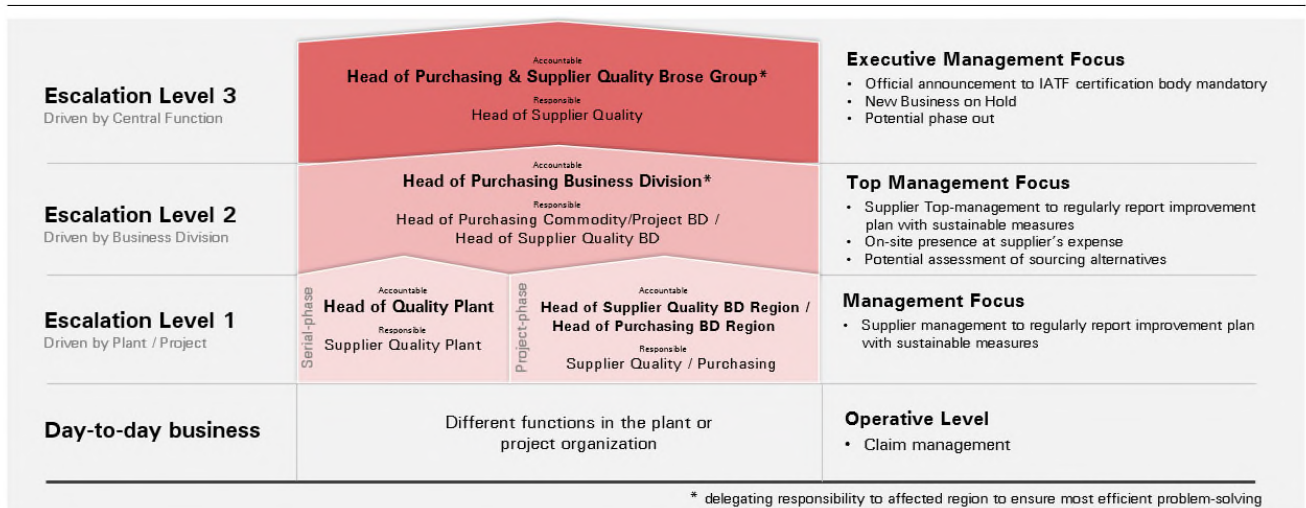 Escalation Level 3
Driven by Central Function
Accountable
Head of Purchasing & Supplier Quality Brose Group*
Responsible
Head of Supplier Quality
Executive Management Focus
• Official announcement to IATF certification body mandatory
• New Business on Hold
• Potential phase out
Escalation Level 2
Driven by Business Division
Accountable
Head of Purchasing Business Division*
Responsible
Head of Purchasing Commodity/Project BD /
Head of Supplier Quality BD
Top Management Focus
• Supplier Top-management to regularly report improvement
plan with sustainable measures
• On-site presence at supplier's expense
• Potential assessment of sourcing alternatives
Escalation Level 1
Driven by Plant / Project
Serial-phase
Accountable
Head of Quality Plant
Responsible
Supplier Quality Plant
Project-phase
Accountable
Head of Supplier Quality BD Region /
Head of Purchasing BD Region
Responsible
Supplier Quality / Purchasing
Management Focus
• Supplier management to regularly report improvement plan
with sustainable measures
Day-to-day business
Different functions in the plant or
project organization
Operative Level
• Claim management
* delegating responsibility to affected region to ensure most efficient problem-solving